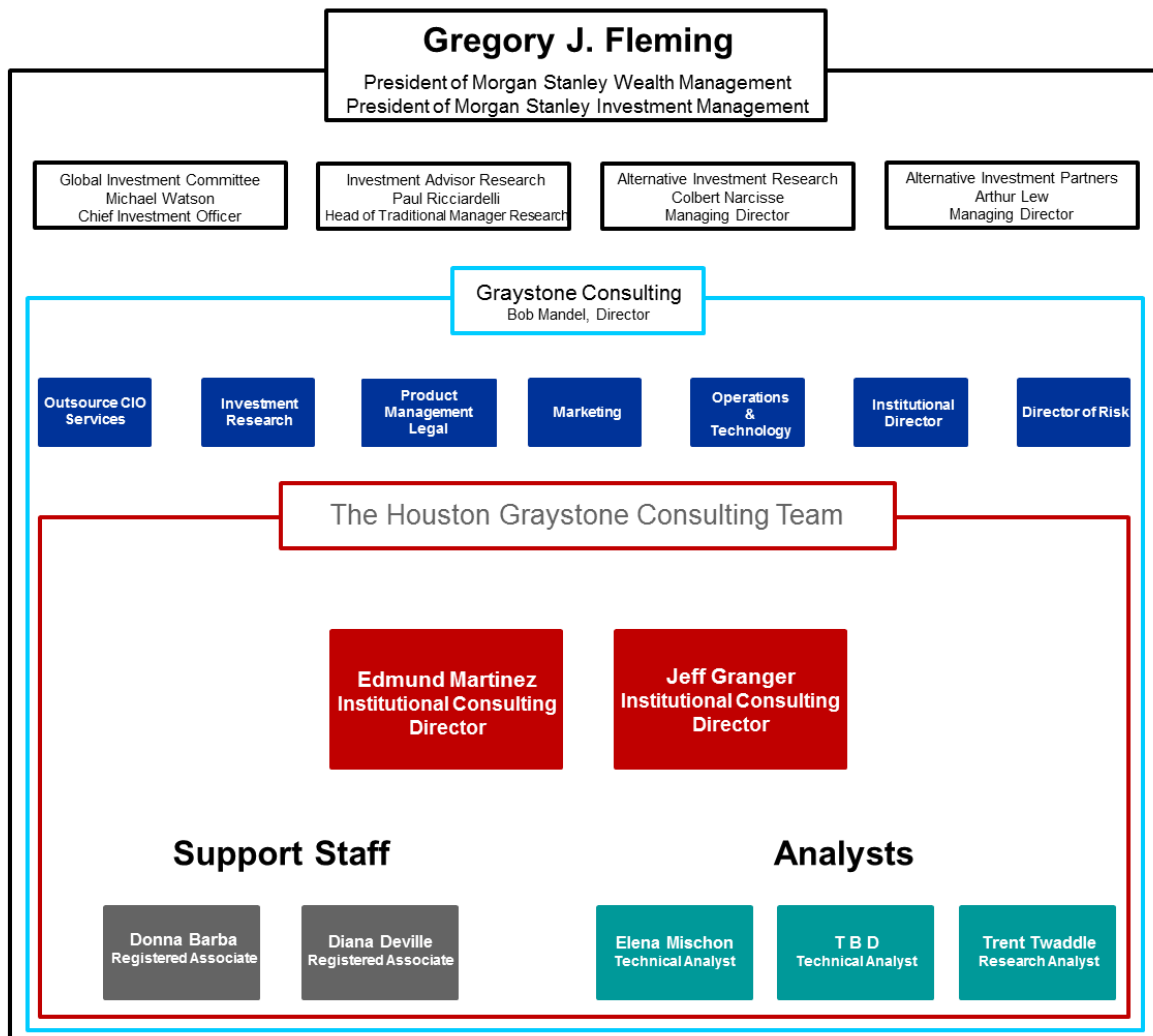 Gregory J. Fleming
President of Morgan Stanley Wealth Management
President of Morgan Stanley Investment Management
Global Investment Committee
Michael Watson
Chief Investment Officer
Investment Advisor Research
Paul Ricciardelli
Head of Traditional Manager Research
Alternative Investment Research
Colbert Narcisse
Managing Director
Alternative Investment Partners
Arthur Lew
Managing Director
Graystone Consulting
Bob Mandel, Director
Outsource CIO
Services
Investment
Research
Product
Management
Legal
Marketing
Operations
&
Technology
Institutional
Director
Director of Risk
The Houston Graystone Consulting Team
Edmund Martinez
Institutional Consulting
Director
Jeff Granger
Institutional Consulting
Director
Support Staff
Donna Barba
Registered Associate
Diana Deville
Registered Associate
Analysts
Elena Mischon
Technical Analyst
T B D
Technical Analyst
Trent Twaddle
Research Analyst